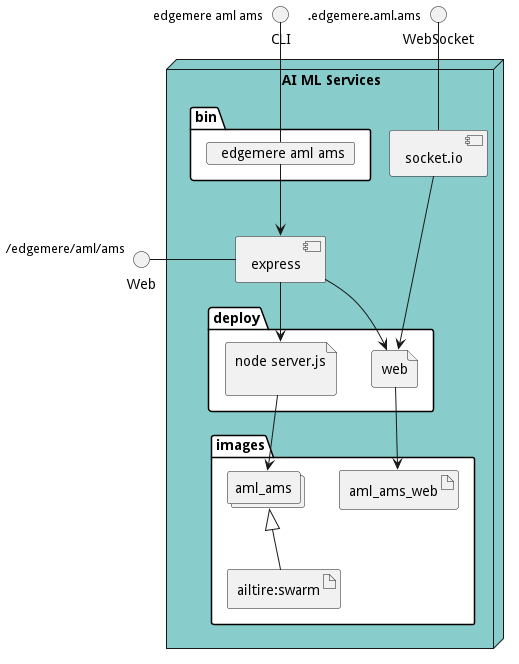 edgemere aml ams
.edgemere.aml.ams
CLI
WebSocket
AI ML Services
bin
edgemere aml ams
socket.io
/edgemere/aml/ams
express
Web
deploy
node server.js
web
images
aml_ams
aml_ams_web
ailtire:swarm